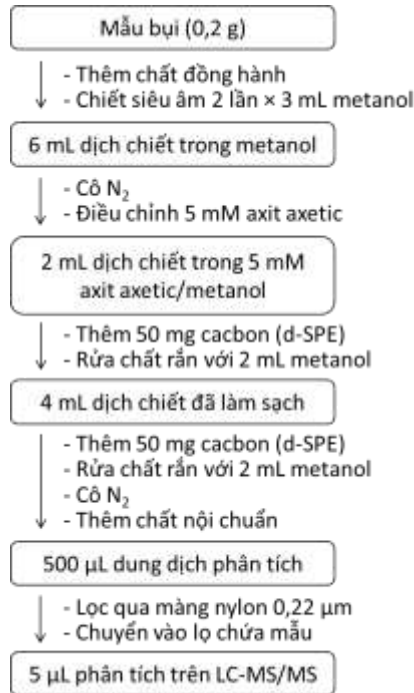 Mẫu bụi (0,2 g)
- Thêm chất đồng hành
- Chiết siêu âm 2 lần × 3 mL metanol
6 mL dịch chiết trong metanol
- Cô N₂
- Điều chỉnh 5 mM axit axetic
2 mL dịch chiết trong 5 mM
axit axetic/metanol
- Thêm 50 mg cacbon (d-SPE)
- Rửa chất rắn với 2 mL metanol
4 mL dịch chiết đã làm sạch
- Thêm 50 mg cacbon (d-SPE)
- Rửa chất rắn với 2 mL metanol
- Cô N₂
- Thêm chất nội chuẩn
500 µL dung dịch phân tích
- Lọc qua màng nylon 0,22 µm
- Chuyển vào lọ chứa mẫu
5 µL phân tích trên LC-MS/MS